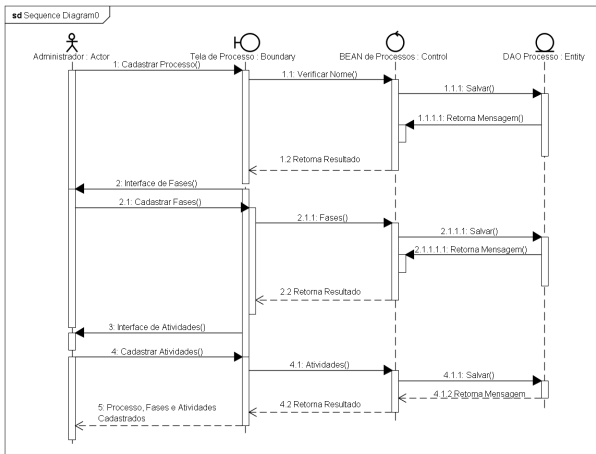 sd Sequence Diagram0
Administrador : Actor
Tela de Processo : Boundary
BEAN de Processos : Control
DAO Processo : Entity
1: Cadastrar Processo()
1.1: Verificar Nome()
1.1.1: Salvar()
1.1.1.1: Retorna Mensagem()
1.2 Retorna Resultado
2: Interface de Fases()
2.1: Cadastrar Fases()
2.1.1: Fases()
2.1.1.1: Salvar()
2.1.1.1.1: Retorna Mensagem()
2.2 Retorna Resultado
3: Interface de Atividades()
4: Cadastrar Atividades()
4.1: Atividades()
4.1.1: Salvar()
4.1.2 Retorna Mensagem
4.2 Retorna Resultado
5: Processo, Fases e Atividades
Cadastrados